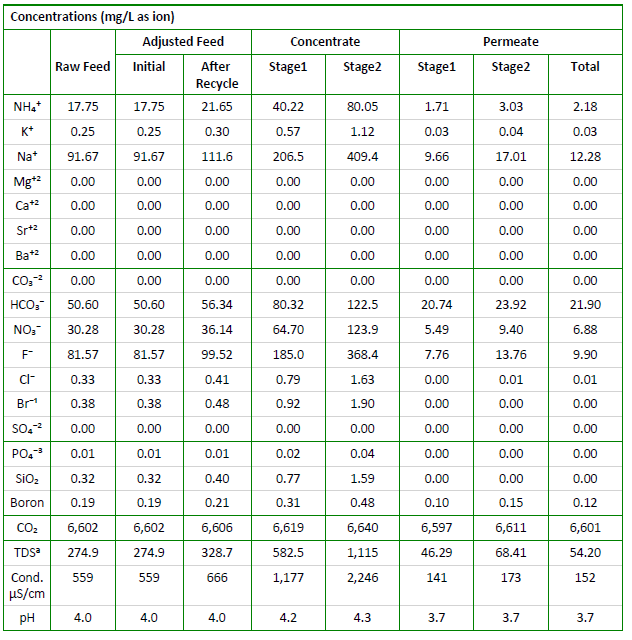 Concentrations (mg/L as ion)
Adjusted Feed Concentrate Permeate
Raw Feed Initial After Recycle Stage1 Stage2 Stage1 Stage2 Total
NH₄⁺ 17.75 17.75 21.65 40.22 80.05 1.71 3.03 2.18
K⁺ 0.25 0.25 0.30 0.57 1.12 0.03 0.04 0.03
Na⁺ 91.67 91.67 111.6 206.5 409.4 9.66 17.01 12.28
Mg⁺² 0.00 0.00 0.00 0.00 0.00 0.00 0.00 0.00
Ca⁺² 0.00 0.00 0.00 0.00 0.00 0.00 0.00 0.00
Sr⁺² 0.00 0.00 0.00 0.00 0.00 0.00 0.00 0.00
Ba⁺² 0.00 0.00 0.00 0.00 0.00 0.00 0.00 0.00
CO₃⁻² 0.00 0.00 0.00 0.00 0.00 0.00 0.00 0.00
HCO₃⁻ 50.60 50.60 56.34 80.32 122.5 20.74 23.92 21.90
NO₃⁻ 30.28 30.28 36.14 64.70 123.9 5.49 9.40 6.88
F⁻ 81.57 81.57 99.52 185.0 368.4 7.76 13.76 9.90
Cl⁻ 0.33 0.33 0.41 0.79 1.63 0.00 0.01 0.01
Br⁻¹ 0.38 0.38 0.48 0.92 1.90 0.00 0.00 0.00
SO₄⁻² 0.00 0.00 0.00 0.00 0.00 0.00 0.00 0.00
PO₄⁻³ 0.01 0.01 0.01 0.02 0.04 0.00 0.00 0.00
SiO₂ 0.32 0.32 0.40 0.77 1.59 0.00 0.00 0.00
Boron 0.19 0.19 0.21 0.31 0.48 0.10 0.15 0.12
CO₂ 6,602 6,602 6,606 6,619 6,640 6,597 6,611 6,601
TDSª 274.9 274.9 328.7 582.5 1,115 46.29 68.41 54.20
Cond. µS/cm 559 559 666 1,177 2,246 141 173 152
pH 4.0 4.0 4.0 4.2 4.3 3.7 3.7 3.7